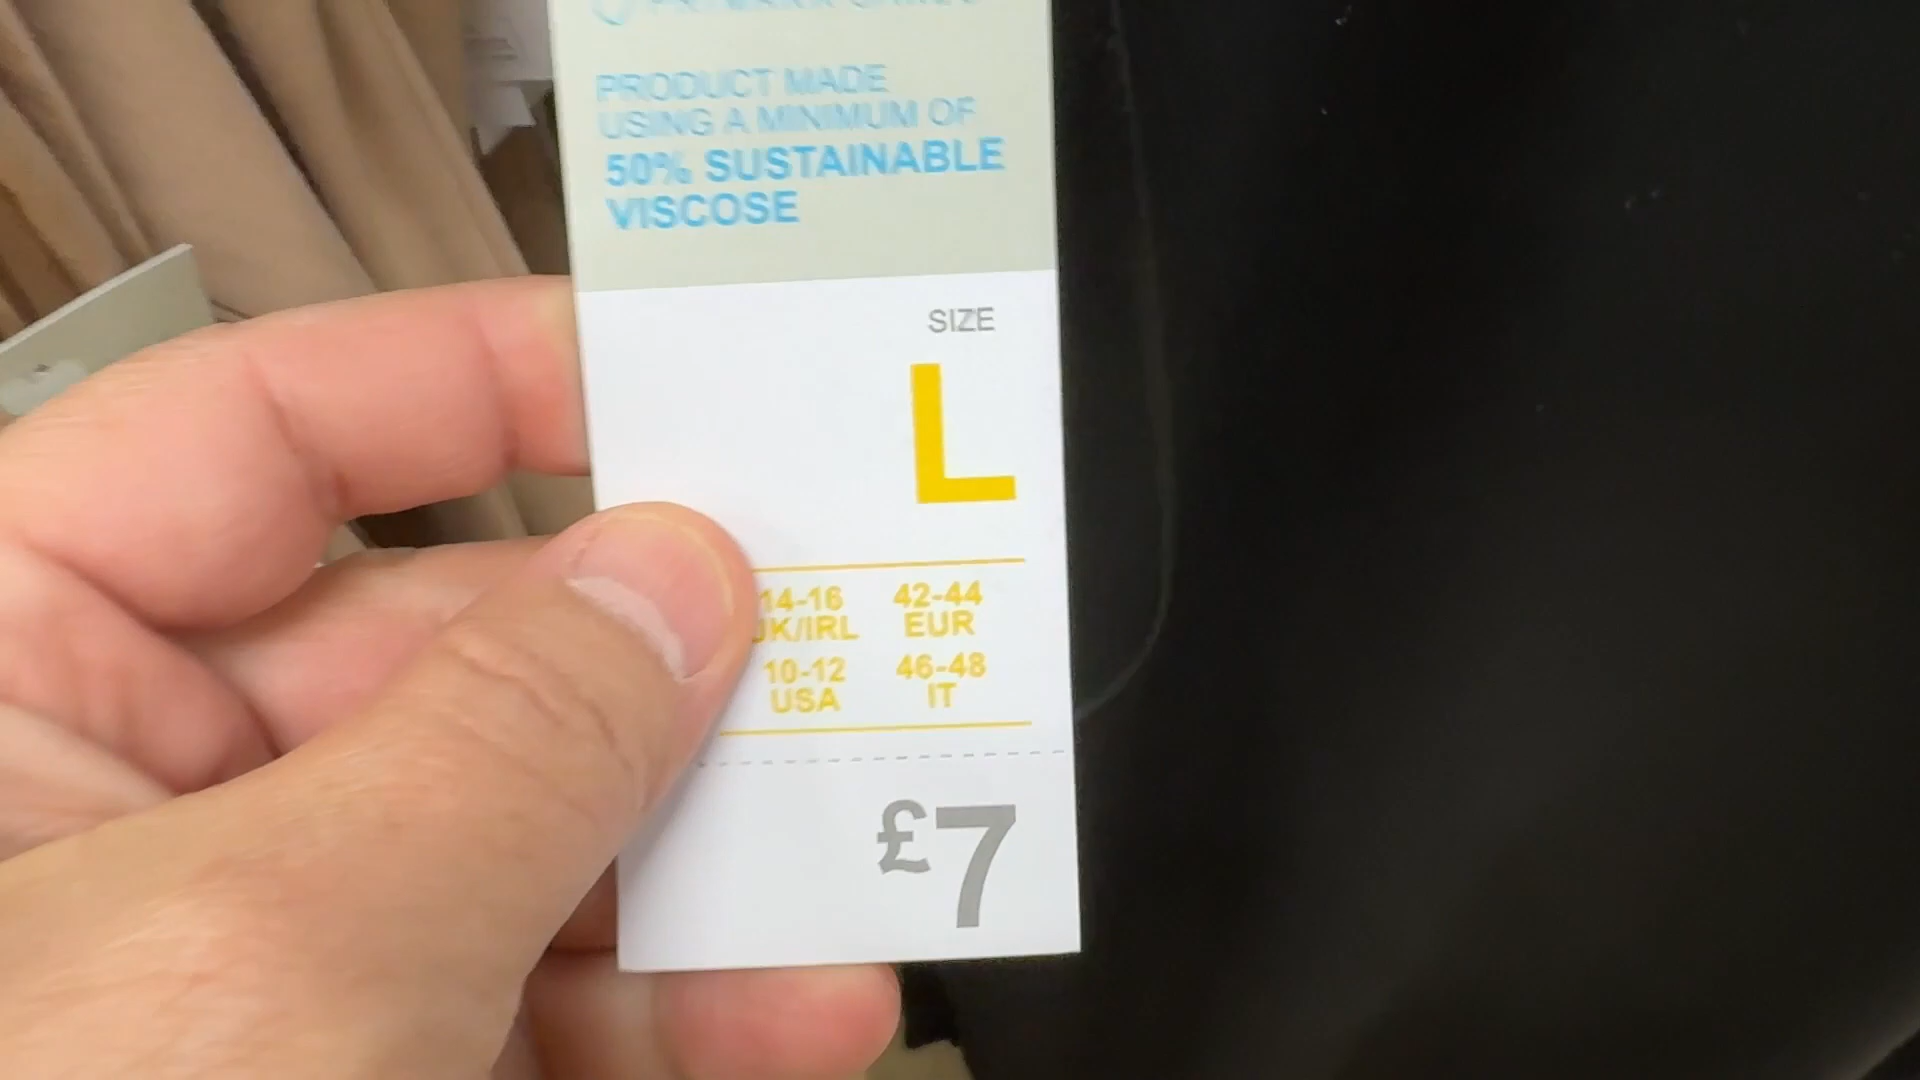 PRODUCT MADE
USING A MINIMUM OF
50% SUSTAINABLE
VISCOSE
SIZE
L
14-16 42-44
UK/IRL EUR
10-12 46-48
USA IT
£7